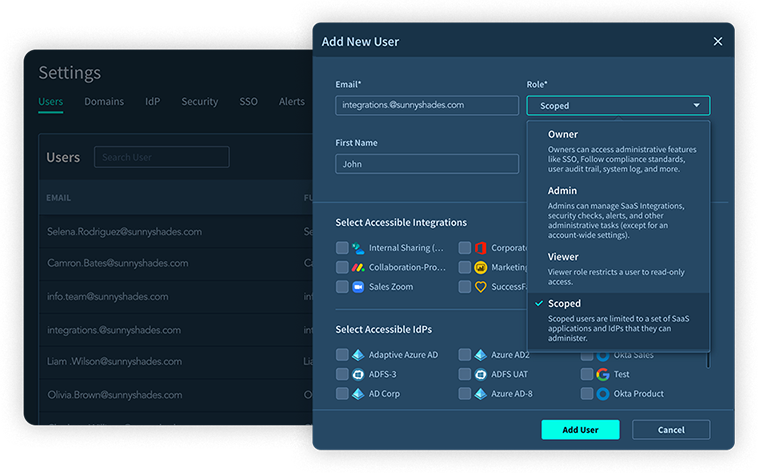 Settings
Users Domains IdP Security SSO Alerts
Users Search User
EMAIL
Selena.Rodriguez@sunnyshades.com
Camron.Bates@sunnyshades.com
info.team@sunnyshades.com
integrations.@sunnyshades.com
Liam .Wilson@sunnyshades.com
Olivia.Brown@sunnyshades.com
Add New User
Email* Role*
integrations.@sunnyshades.com Scoped
First Name
John
Owner
Owners can access administrative features
like SSO, Follow compliance standards,
user audit trail, system log, and more.
Admin
Admins can manage SaaS Integrations,
security checks, alerts, and other
administrative tasks (except for an
account-wide settings).
Viewer
Viewer role restricts a user to read-only
access.
Scoped
Scoped users are limited to a set of SaaS
applications and IdPs that they can
administer.
Select Accessible Integrations
Internal Sharing (... Corporat
Collaboration-Pro... Marketing
Sales Zoom SuccessFa
Select Accessible IdPs
Adaptive Azure AD Azure AD2 Okta Sales
ADFS-3 ADFS UAT Test
AD Corp Azure AD-8 Okta Product
Add User Cancel